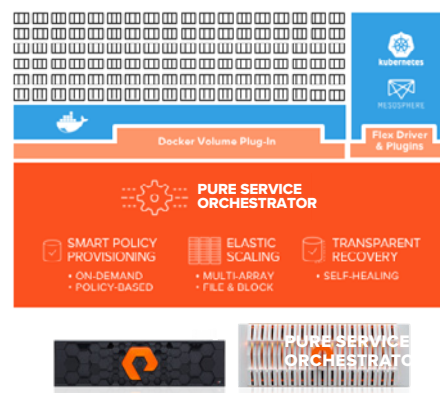 kubernetes
MESOSPHERE
Docker Volume Plug-In
Flex Driver
& Plugins
PURE SERVICE
ORCHESTRATOR
SMART POLICY
PROVISIONING
• ON-DEMAND
• POLICY-BASED
ELASTIC
SCALING
• MULTI-ARRAY
• FILE & BLOCK
TRANSPARENT
RECOVERY
• SELF-HEALING
PURE SERVICE
ORCHESTRATO